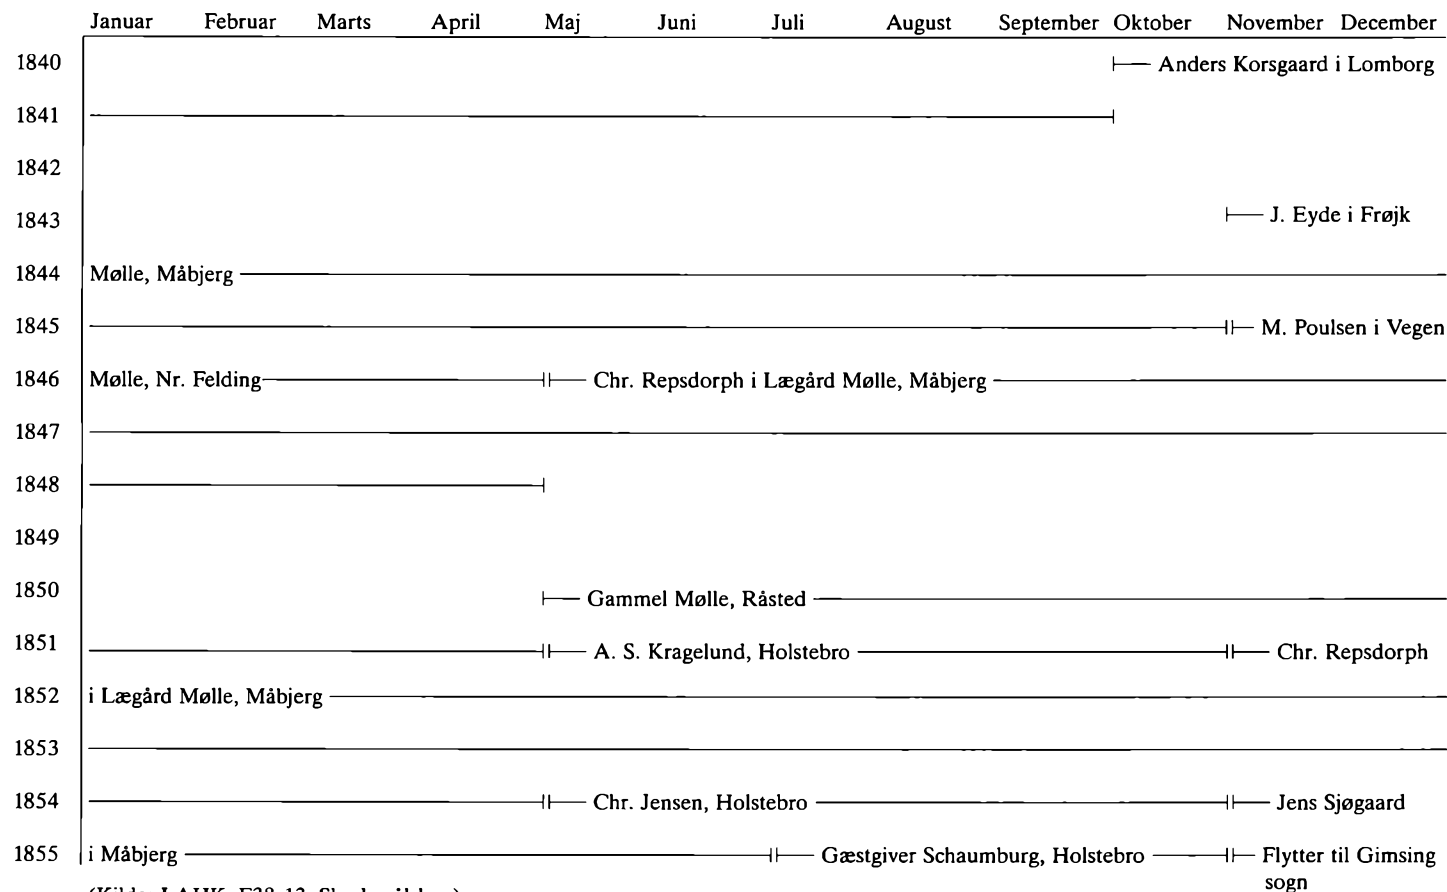 Januar Februar Marts April Maj Juni Juli August September Oktober November December
1840 Anders Korsgaard i Lomborg
1841
1842
1843 J. Eyde i Frøjk
1844 Mølle, Måbjerg
1845 M. Poulsen i Vegen
1846 Mølle, Nr. Felding Chr. Repsdorph i Lægård Mølle, Måbjerg
1847
1848
1849
1850 Gammel Mølle, Råsted
1851 A. S. Kragelund, Holstebro Chr. Repsdorph
1852 i Lægård Mølle, Måbjerg
1853
1854 Chr. Jensen, Holstebro Jens Sjøgaard
1855 i Måbjerg Gæstgiver Schaumburg, Holstebro Flytter til Gimsing
sogn